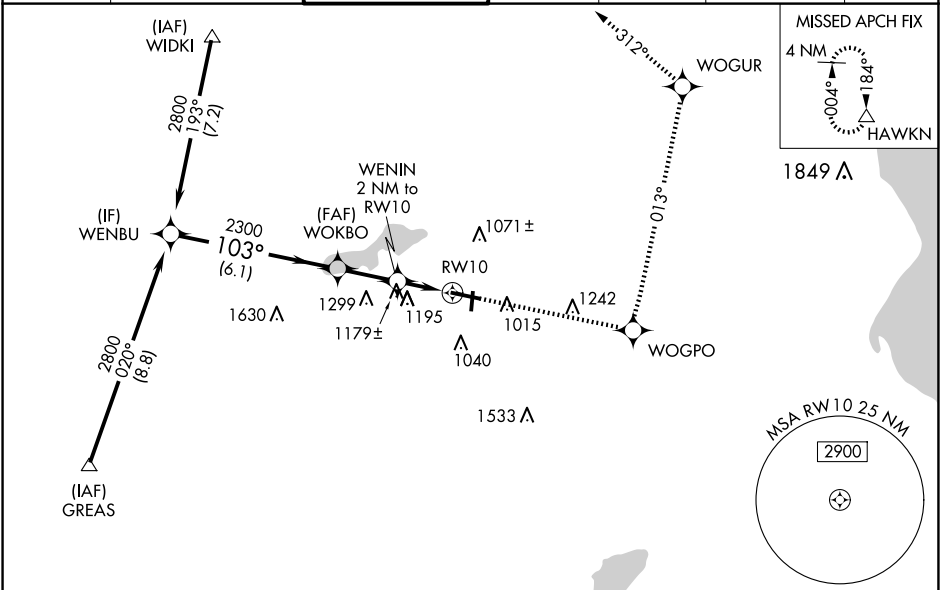 (IAF)
WIDKI
2800
193°
(7.2)
(IF)
WENBU
2300
103°
(6.1)
(FAF)
WOKBO
WENIN
2 NM to
RW10
RW10
1071±
1630
1299
1179±
1195
1040
1015
1242
1533
WOGPO
013°
WOGUR
312°
2800
020°
(8.8)
(IAF)
GREAS
MISSED APCH FIX
4 NM
004°
184°
HAWKN
1849
MSA RW10 25 NM
2900